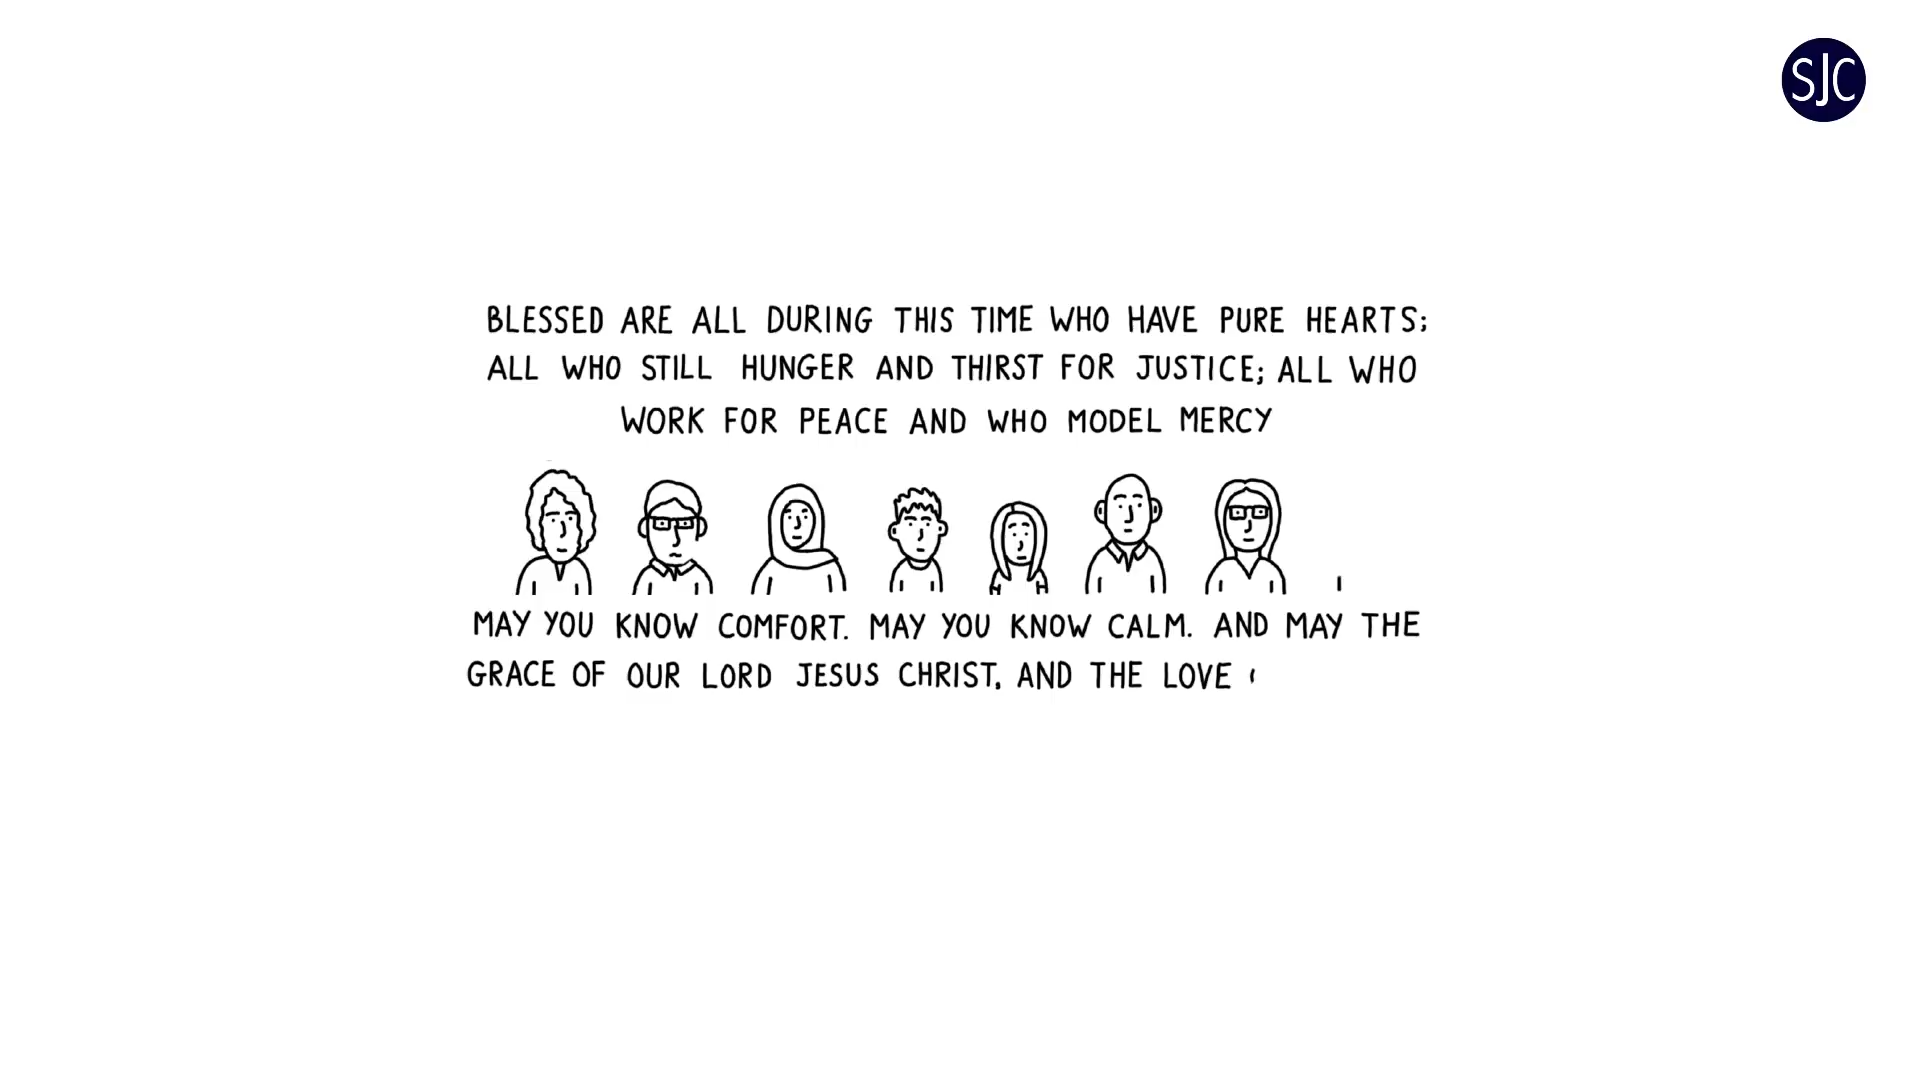 SJC
BLESSED ARE ALL DURING THIS TIME WHO HAVE PURE HEARTS;
ALL WHO STILL HUNGER AND THIRST FOR JUSTICE; ALL WHO
WORK FOR PEACE AND WHO MODEL MERCY
MAY YOU KNOW COMFORT. MAY YOU KNOW CALM. AND MAY THE
GRACE OF OUR LORD JESUS CHRIST, AND THE LOVE